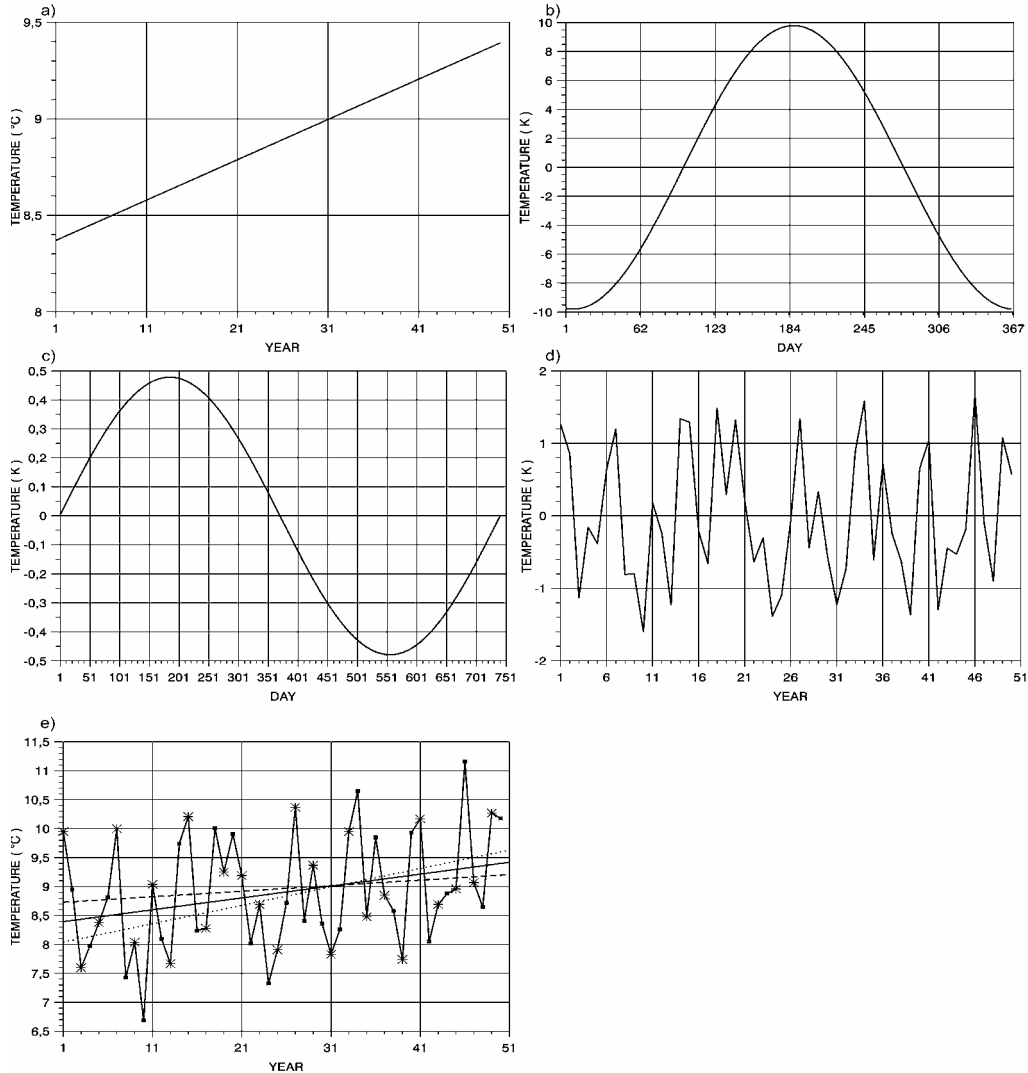 a)
9,5
9
8,5
8
TEMPERATURE ( °C)
1 11 21 31 41 51
YEAR
b)
10
8
6
4
2
0
-2
-4
-6
-8
-10
TEMPERATURE ( K )
1 62 123 184 245 306 367
DAY
c)
0,5
0,4
0,3
0,2
0,1
0
-0,1
-0,2
-0,3
-0,4
-0,5
TEMPERATURE ( K )
1 51 101 151 201 251 301 351 401 451 501 551 601 651 701 751
DAY
d)
2
1
0
-1
-2
TEMPERATURE ( K )
1 6 11 16 21 26 31 36 41 46 51
YEAR
e)
11,5
11
10,5
10
9,5
9
8,5
8
7,5
7
6,5
TEMPERATURE ( °C)
1 11 21 31 41 51
YEAR